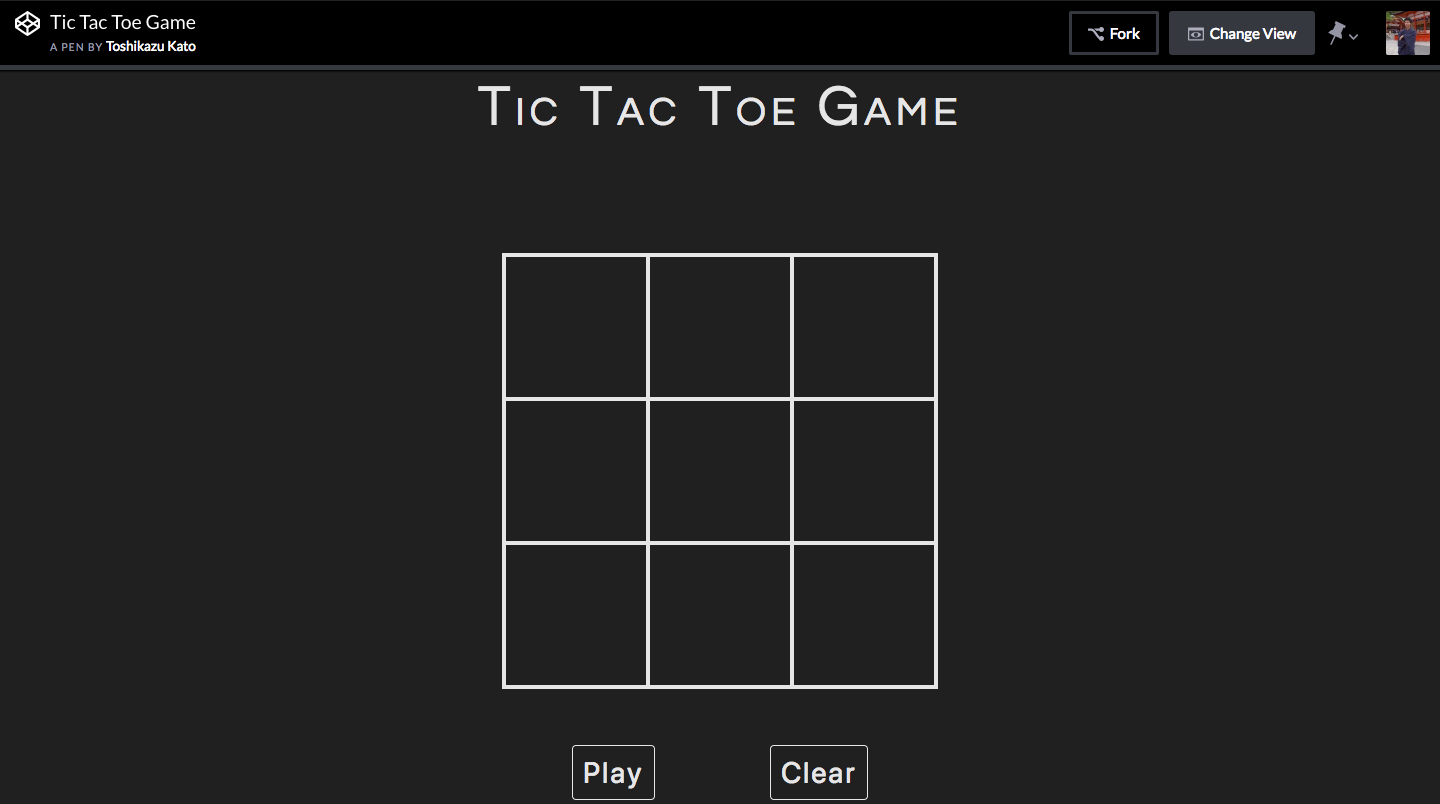 Tic Tac Toe Game
A PEN BY Toshikazu Kato
Fork
Change View
Tic Tac Toe Game
Play
Clear